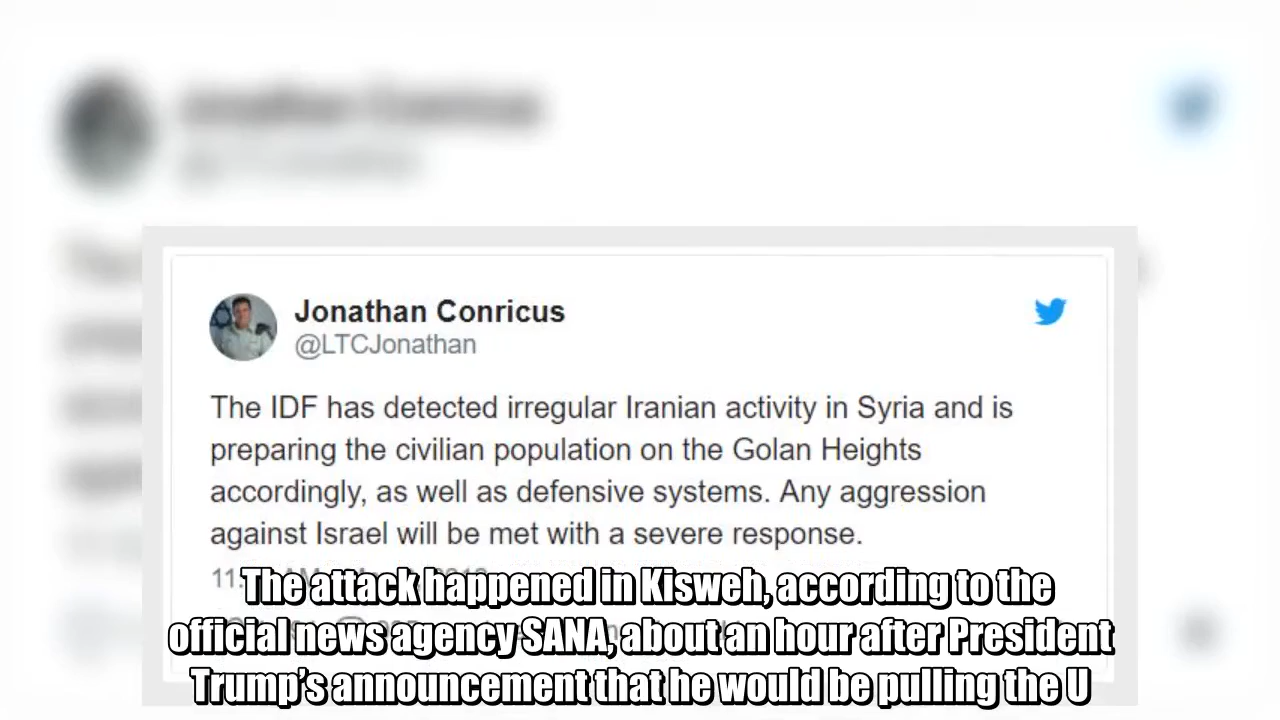 Jonathan Conricus
@LTCJonathan
The IDF has detected irregular Iranian activity in Syria and is
preparing the civilian population on the Golan Heights
accordingly, as well as defensive systems. Any aggression
against Israel will be met with a severe response.
The attack happened in Kisweh, according to the
official news agency SANA, about an hour after President
Trump's announcement that he would be pulling the U